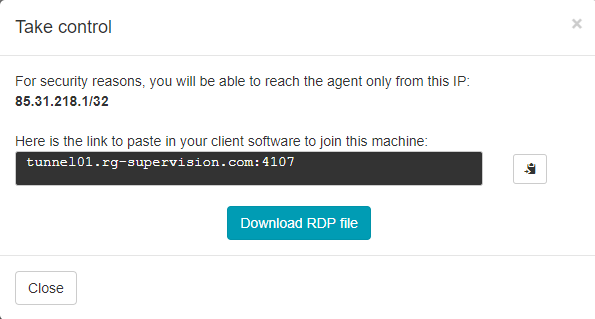 Take control
×
For security reasons, you will be able to reach the agent only from this IP:
85.31.218.1/32
Here is the link to paste in your client software to join this machine:
tunnel01.rg-supervision.com:4107
Download RDP file
Close